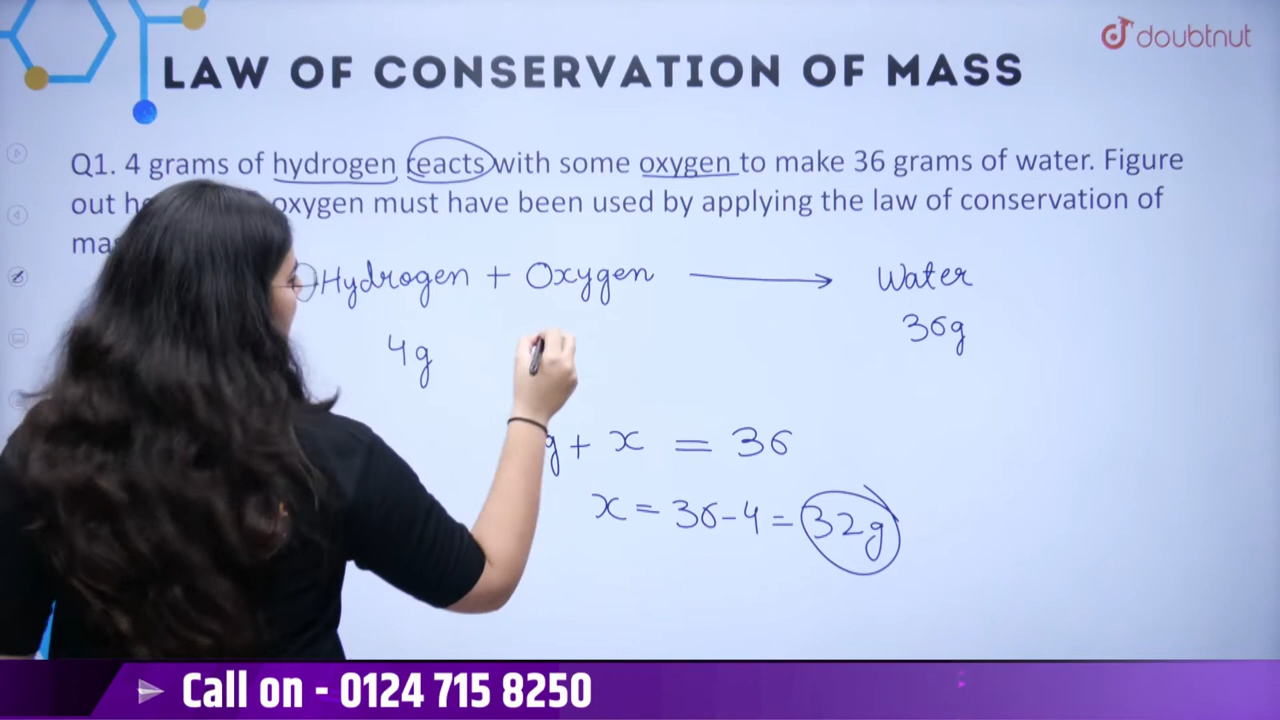 doubtnut
LAW OF CONSERVATION OF MASS
Q1. 4 grams of hydrogen reacts with some oxygen to make 36 grams of water. Figure
out oxygen must have been used by applying the law of conservation of
Hydrogen + Oxygen ⟶ Water
4g 36g
g + x = 36
x = 36 - 4 = 32g
Call on - 0124 715 8250